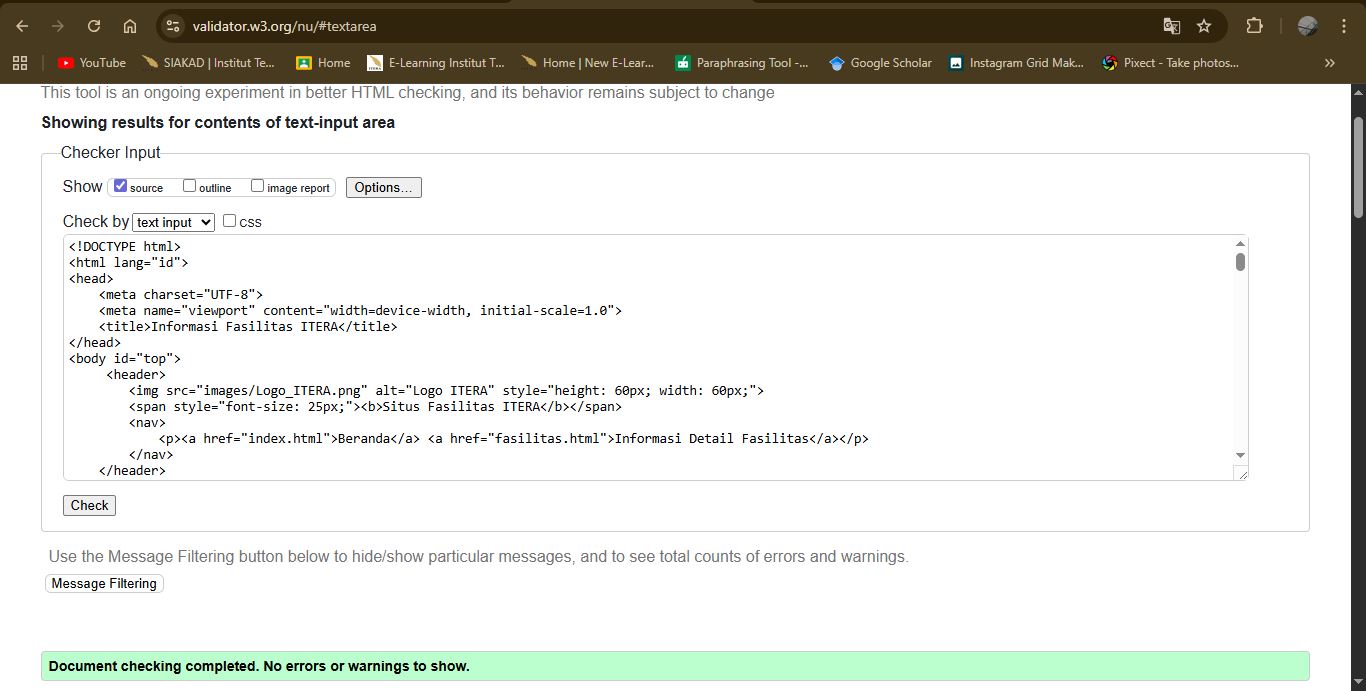 validator.w3.org/nu/#textarea
YouTube SIAKAD | Institut Te... Home E-Learning Institut T... Home | New E-Lear... Paraphrasing Tool -... Google Scholar Instagram Grid Mak... Pixect - Take photos... »
This tool is an ongoing experiment in better HTML checking, and its behavior remains subject to change
Showing results for contents of text-input area
Checker Input
Show source outline image report Options...
Check by text input css
<!DOCTYPE html>
<html lang="id">
<head>
    <meta charset="UTF-8">
    <meta name="viewport" content="width=device-width, initial-scale=1.0">
    <title>Informasi Fasilitas ITERA</title>
</head>
<body id="top">
     <header>
        <img src="images/Logo_ITERA.png" alt="Logo ITERA" style="height: 60px; width: 60px;">
        <span style="font-size: 25px;"><b>Situs Fasilitas ITERA</b></span>
        <nav>
            <p><a href="index.html">Beranda</a> <a href="fasilitas.html">Informasi Detail Fasilitas</a></p>
        </nav>
    </header>
Check
Use the Message Filtering button below to hide/show particular messages, and to see total counts of errors and warnings.
Message Filtering
Document checking completed. No errors or warnings to show.